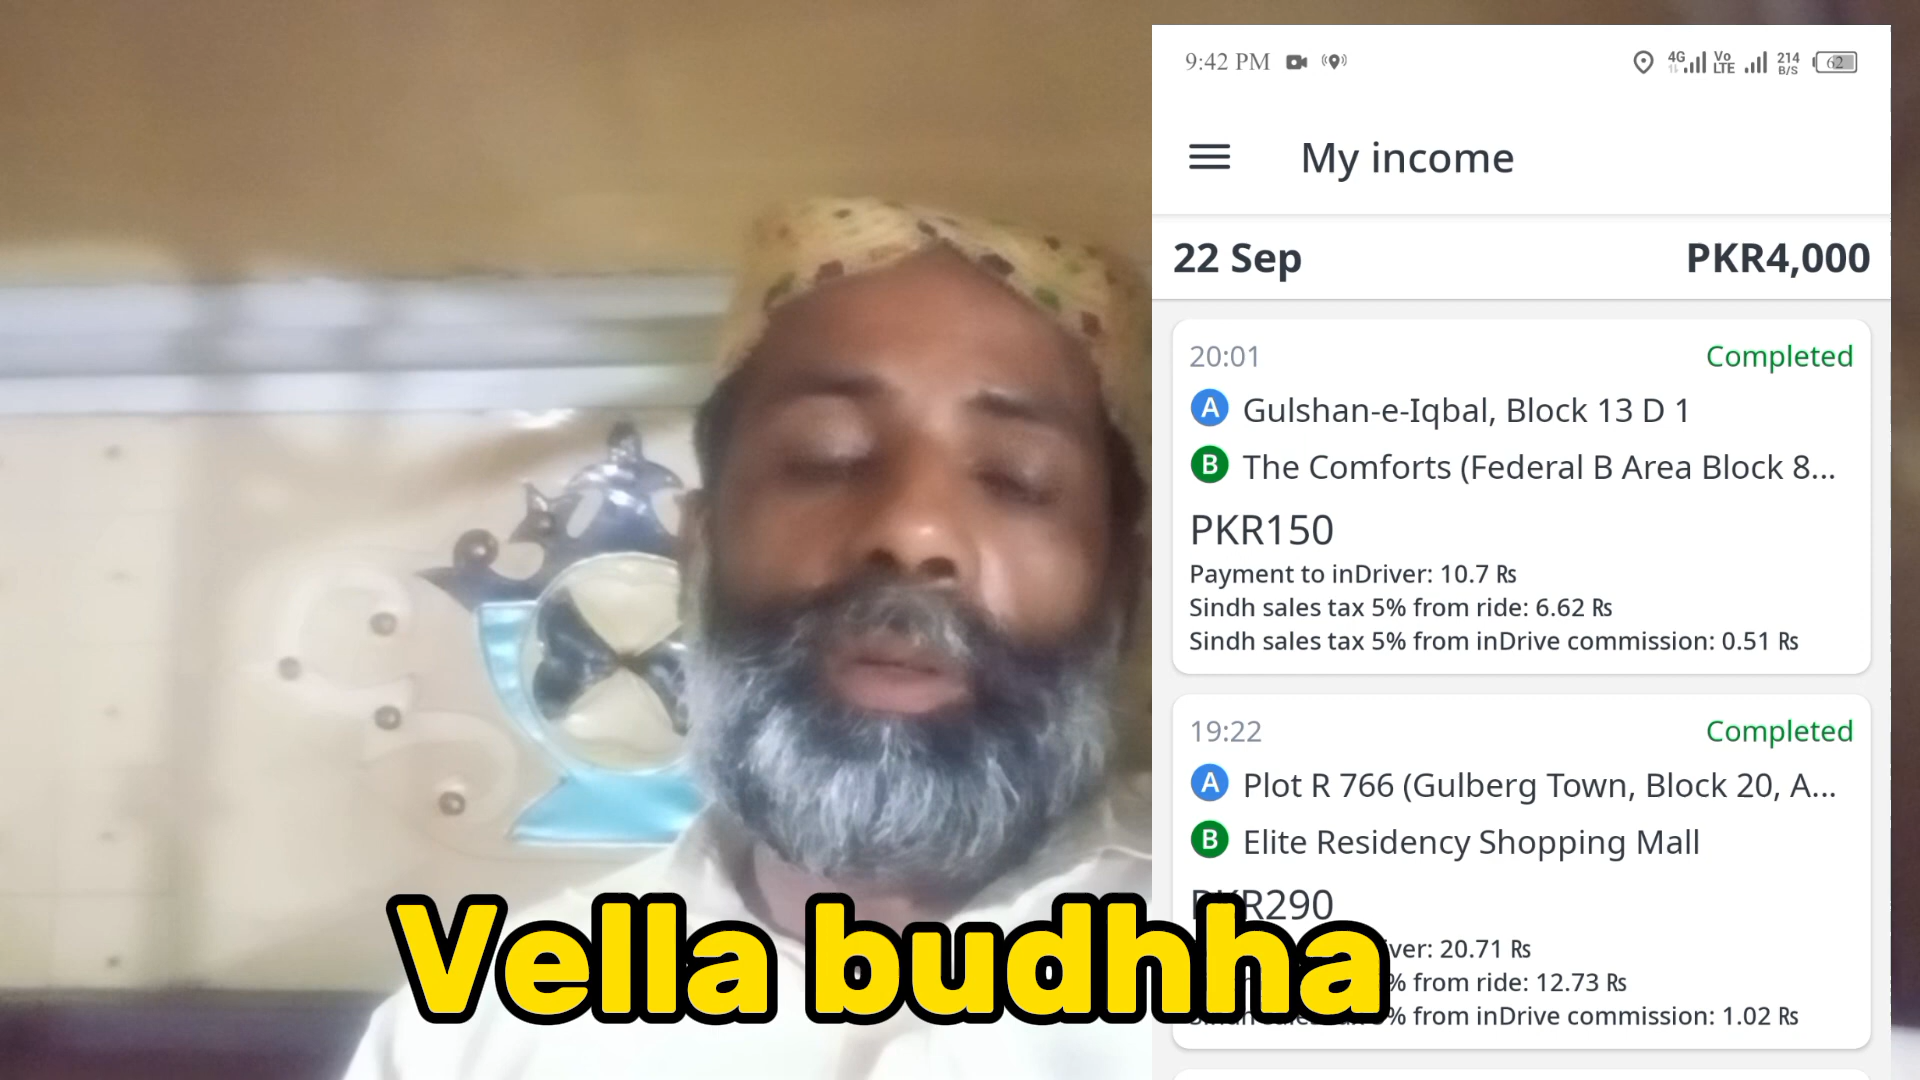 9:42 PM
4G
Vo
LTE
214
B/S
62
My income
22 Sep
PKR4,000
20:01
Completed
A
Gulshan-e-Iqbal, Block 13 D 1
B
The Comforts (Federal B Area Block 8...
PKR150
Payment to inDriver: 10.7 ₨
Sindh sales tax 5% from ride: 6.62 ₨
Sindh sales tax 5% from inDrive commission: 0.51 ₨
19:22
Completed
A
Plot R 766 (Gulberg Town, Block 20, A...
B
Elite Residency Shopping Mall
PKR290
ver: 20.71 ₨
% from ride: 12.73 ₨
% from inDrive commission: 1.02 ₨
Vella budhha